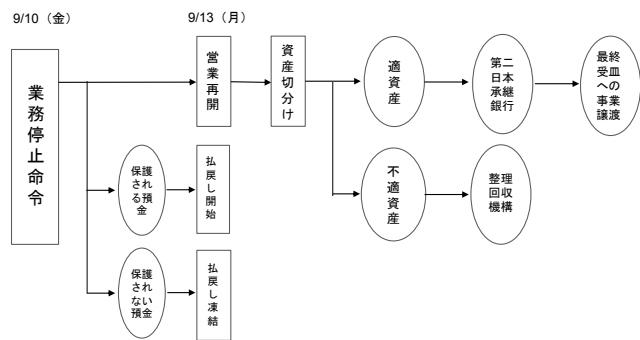 9/10（金）
9/13（月）
業務停止命令
営業再開
資産切分け
適資産
第二
日本
承継
銀行
最終
受皿
への
事業
譲渡
保護
され
る預
金
払戻し開始
不適資産
整理
回収
機構
保護
され
ない
預金
払戻し凍結